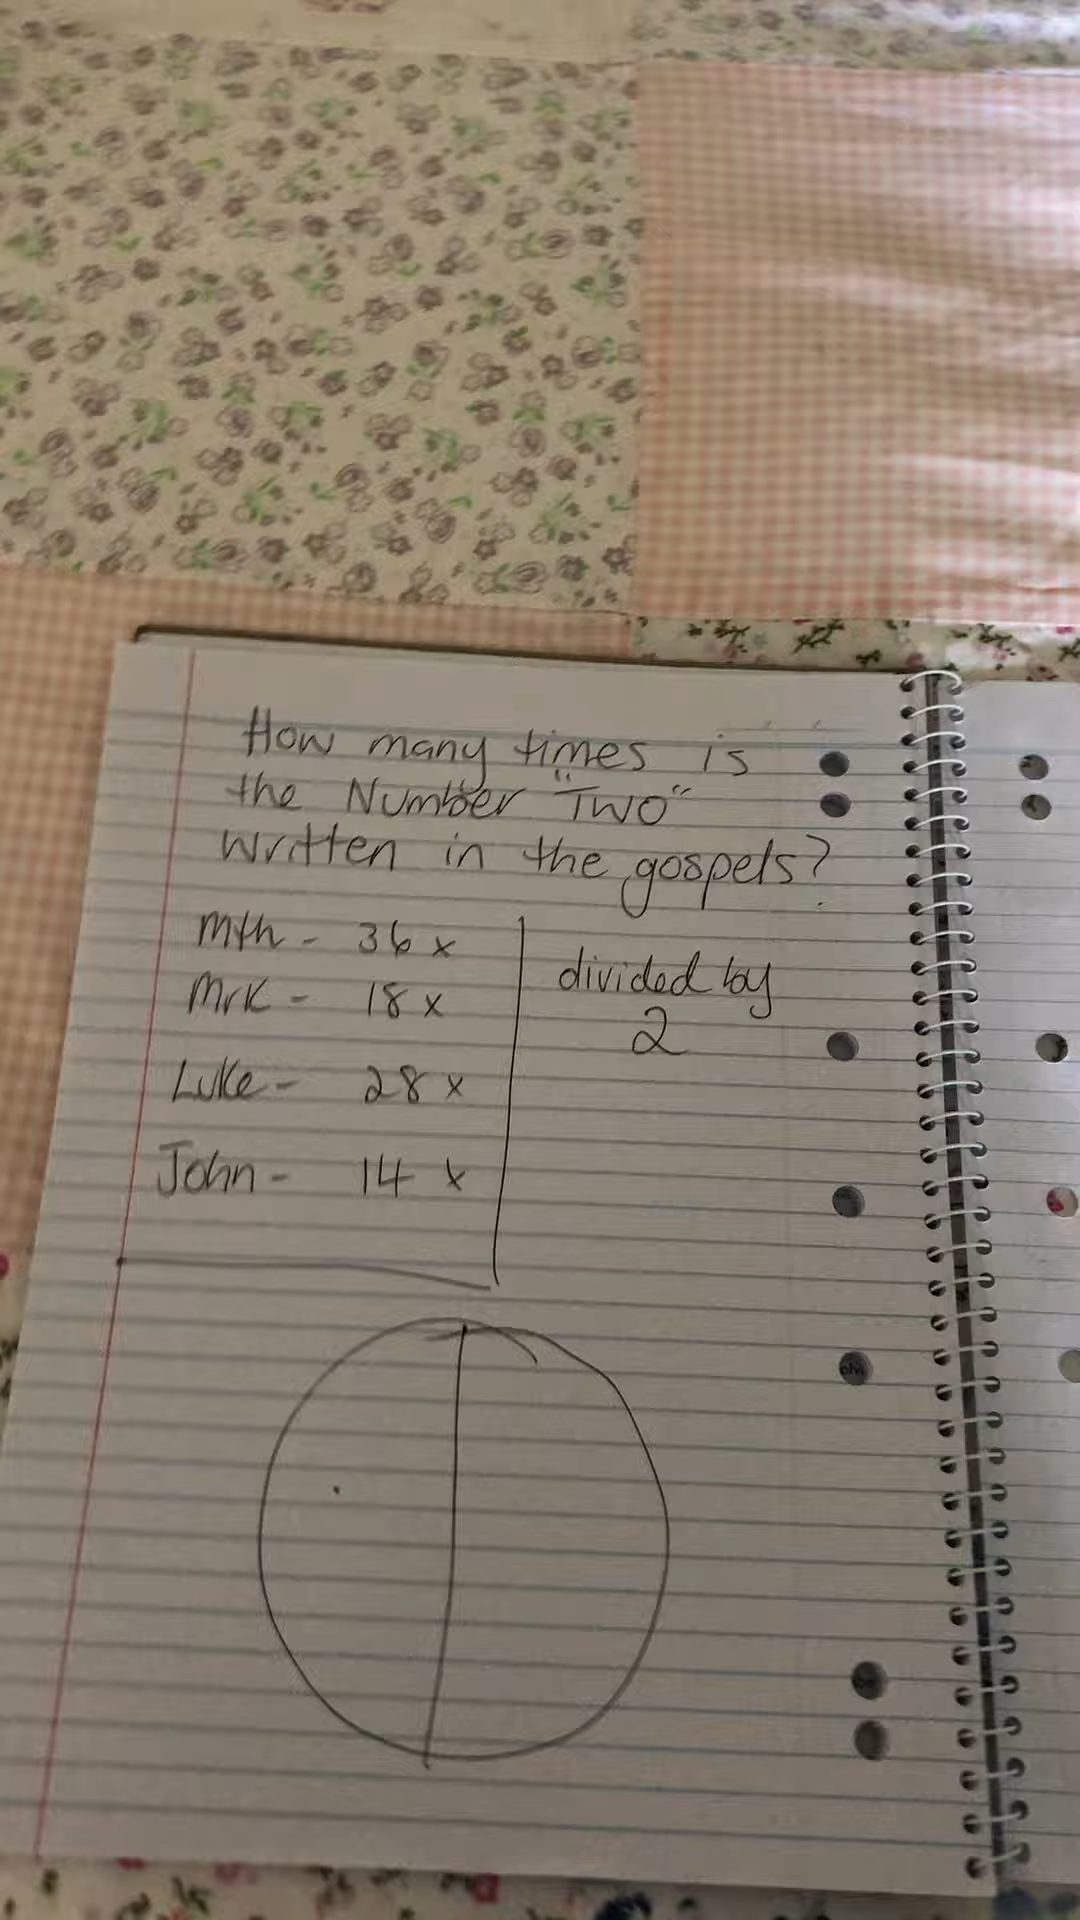 How many times is
the Number "Two"
written in the gospels?
Mth - 36 x
Mrk - 18 x
Luke - 28 x
John - 14 x
divided by
2